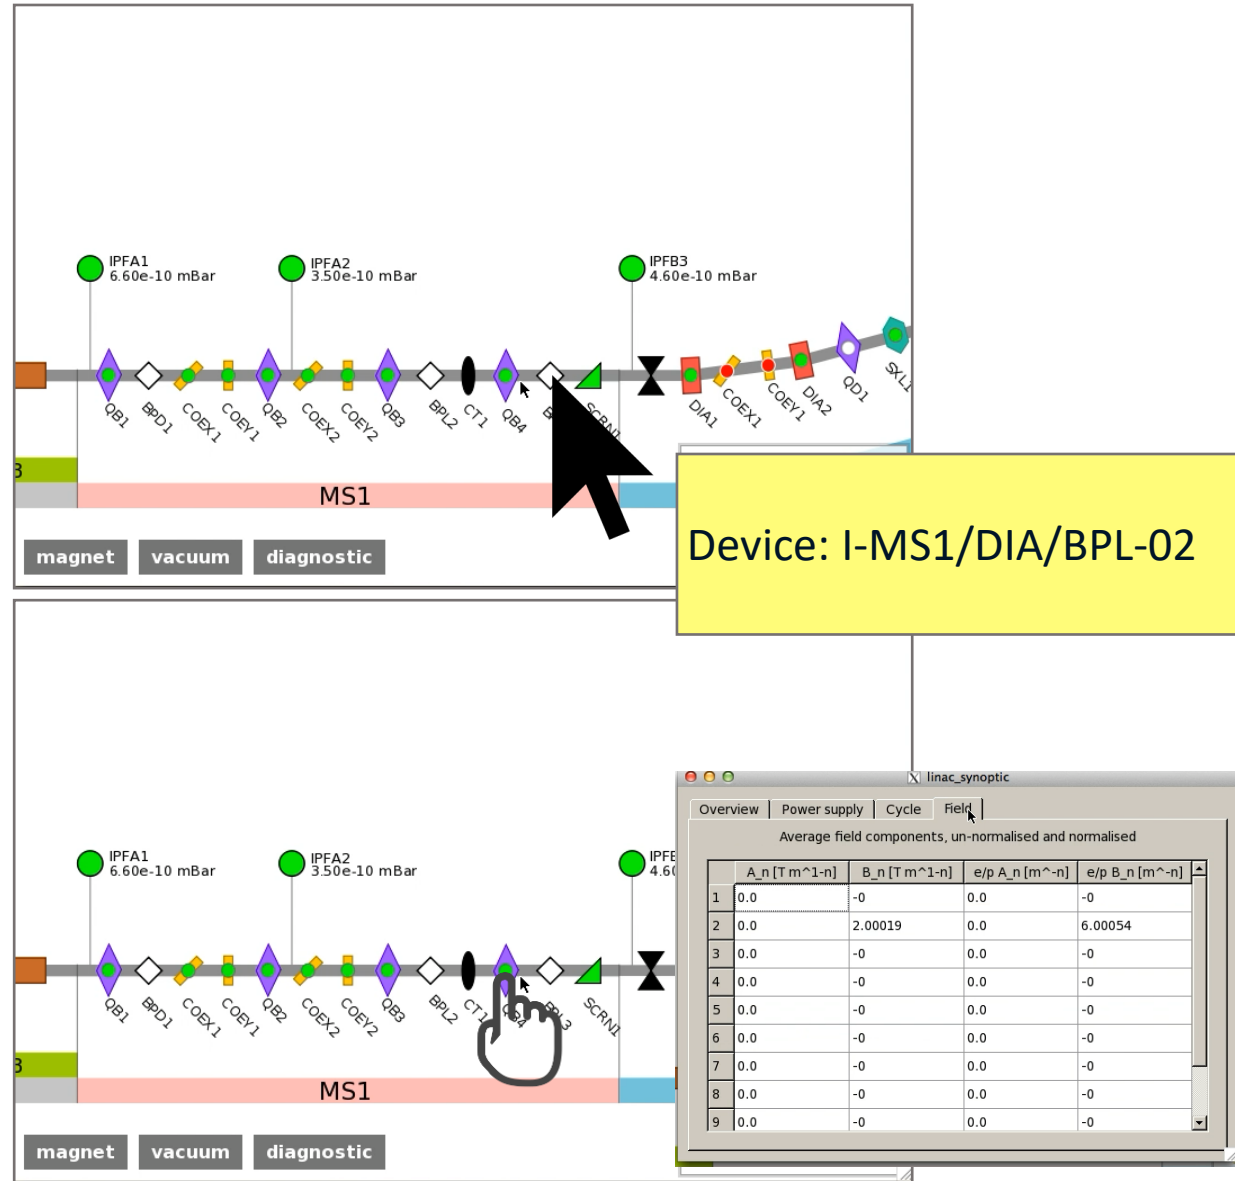 IPFA1
6.60e-10 mBar
IPFA2
3.50e-10 mBar
IPFB3
4.60e-10 mBar
QB1
BPD1
COEX1
COEY1
QB2
COEX2
COEY2
QB3
BPL2
CT1
QB4
SCRN1
DIA1
COEX1
COEY1
DIA2
QD1
SXL1
MS1
magnet vacuum diagnostic
Device: I-MS1/DIA/BPL-02
IPFA1
6.60e-10 mBar
IPFA2
3.50e-10 mBar
4.60
QB1
BPD1
COEX1
COEY1
QB2
COEX2
COEY2
QB3
BPL2
CT1
QB4
BPL3
SCRN1
MS1
magnet vacuum diagnostic
linac_synoptic
Overview Power supply Cycle Field
Average field components, un-normalised and normalised
A_n [T m^1-n] B_n [T m^1-n] e/p A_n [m^-n] e/p B_n [m^-n]
1 0.0 -0 0.0 -0
2 0.0 2.00019 0.0 6.00054
3 0.0 -0 0.0 -0
4 0.0 -0 0.0 -0
5 0.0 -0 0.0 -0
6 0.0 -0 0.0 -0
7 0.0 -0 0.0 -0
8 0.0 -0 0.0 -0
9 0.0 -0 0.0 -0